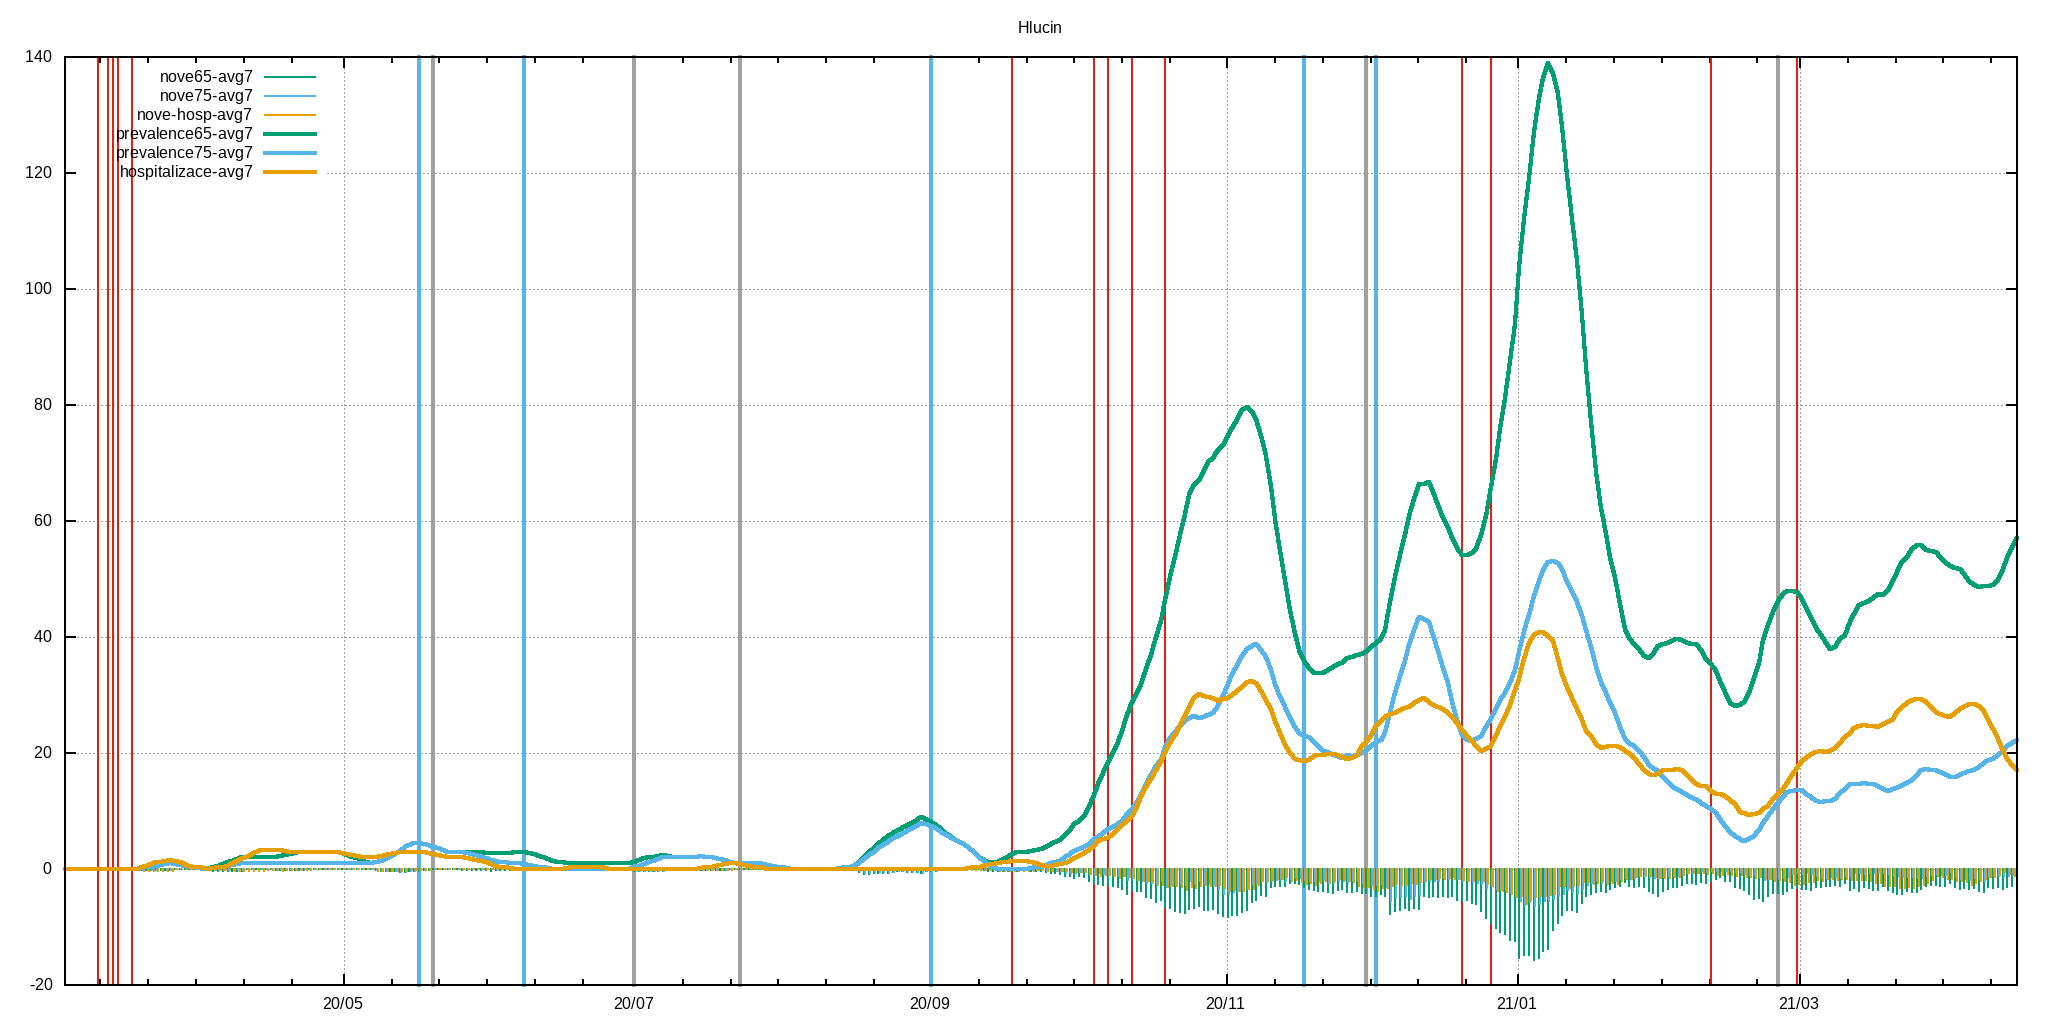 Hlucin
140
120
100
80
60
40
20
0
-20
nove65-avg7
nove75-avg7
nove-hosp-avg7
prevalence65-avg7
prevalence75-avg7
hospitalizace-avg7
20/05
20/07
20/09
20/11
21/01
21/03